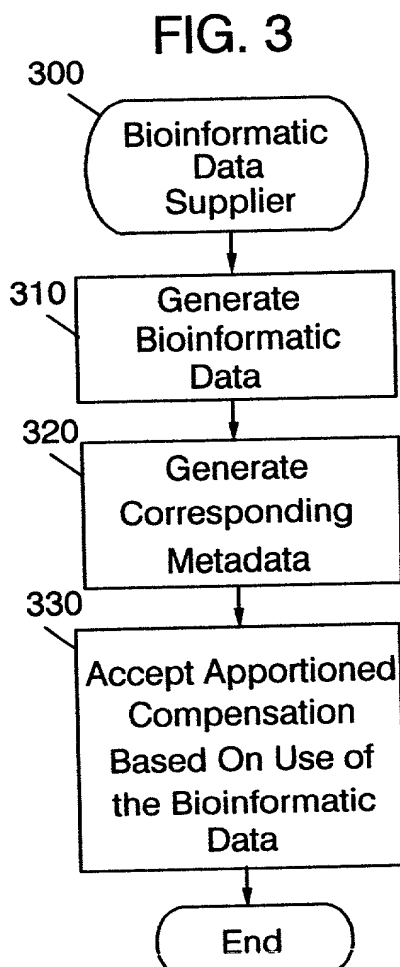 FIG. 3
300
Bioinformatic
Data
Supplier
310
Generate
Bioinformatic
Data
320
Generate
Corresponding
Metadata
330
Accept Apportioned
Compensation
Based On Use of
the Bioinformatic
Data
End